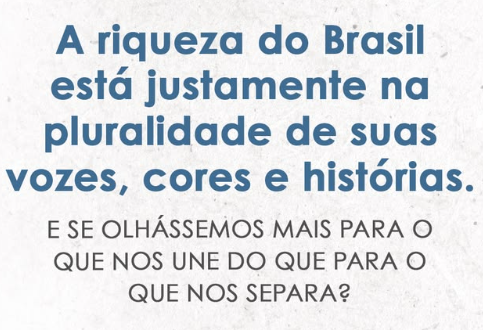 A riqueza do Brasil
está justamente na
pluralidade de suas
vozes, cores e histórias.
E SE OLHÁSSEMOS MAIS PARA O
QUE NOS UNE DO QUE PARA O
QUE NOS SEPARA?